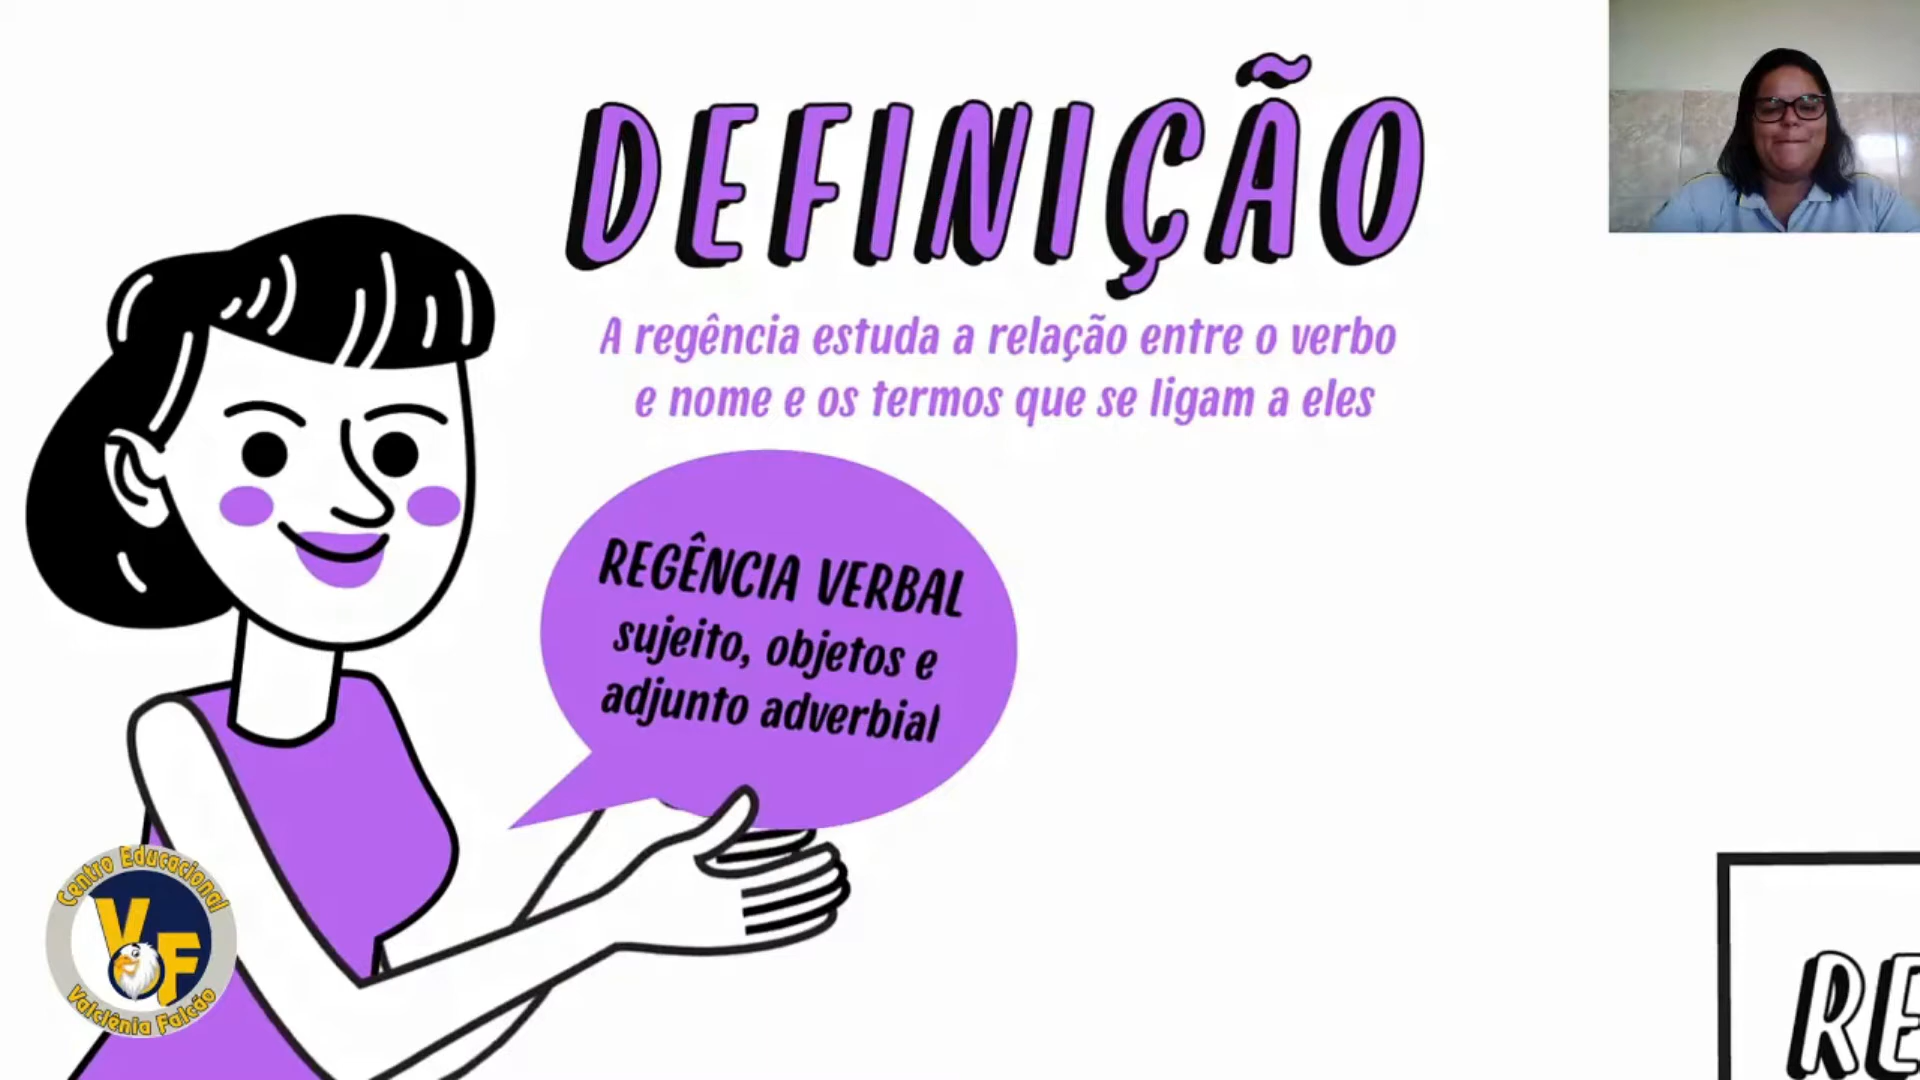 DEFINIÇÃO
A regência estuda a relação entre o verbo
e nome e os termos que se ligam a eles
REGÊNCIA VERBAL
sujeito, objetos e
adjunto adverbial
Centro Educacional
VF
Valclênia Falcão
RE